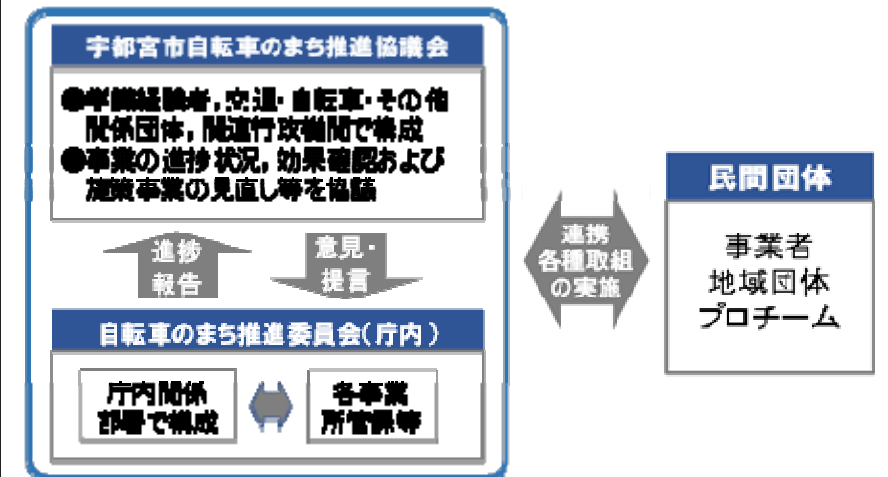 宇都宮市自転車のまち推進協議会
●学識経験者，交通・自転車・その他
関係団体，関連行政機関で構成
●事業の進捗状況，効果確認および
施策事業の見直し等を協議
進捗
報告
意見・
提言
自転車のまち推進委員会（庁内）
庁内関係
部署で構成
各事業
所管課等
連携
各種取組
の実施
民間団体
事業者
地域団体
プロチーム